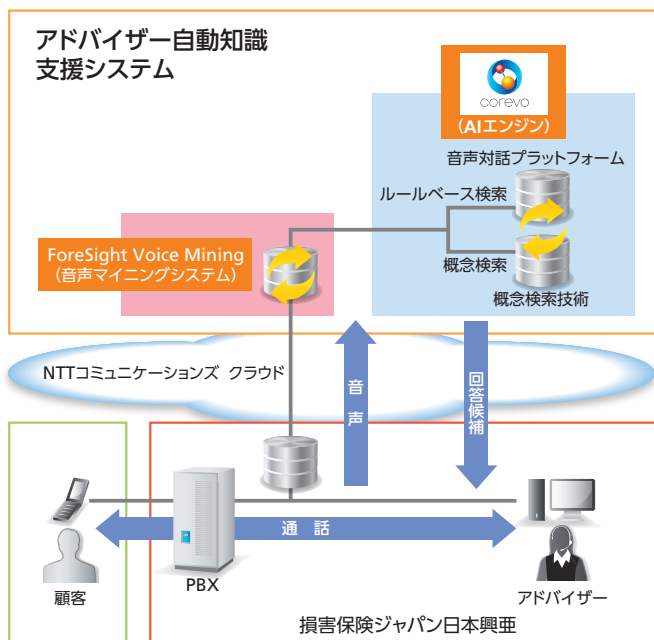 アドバイザー自動知識
支援システム
corevo
(AIエンジン)
音声対話プラットフォーム
ルールベース検索
ForeSight Voice Mining
(音声マイニングシステム)
概念検索
概念検索技術
NTTコミュニケーションズ クラウド
音声
回答候補
通 話
顧客
PBX
アドバイザー
損害保険ジャパン日本興亜